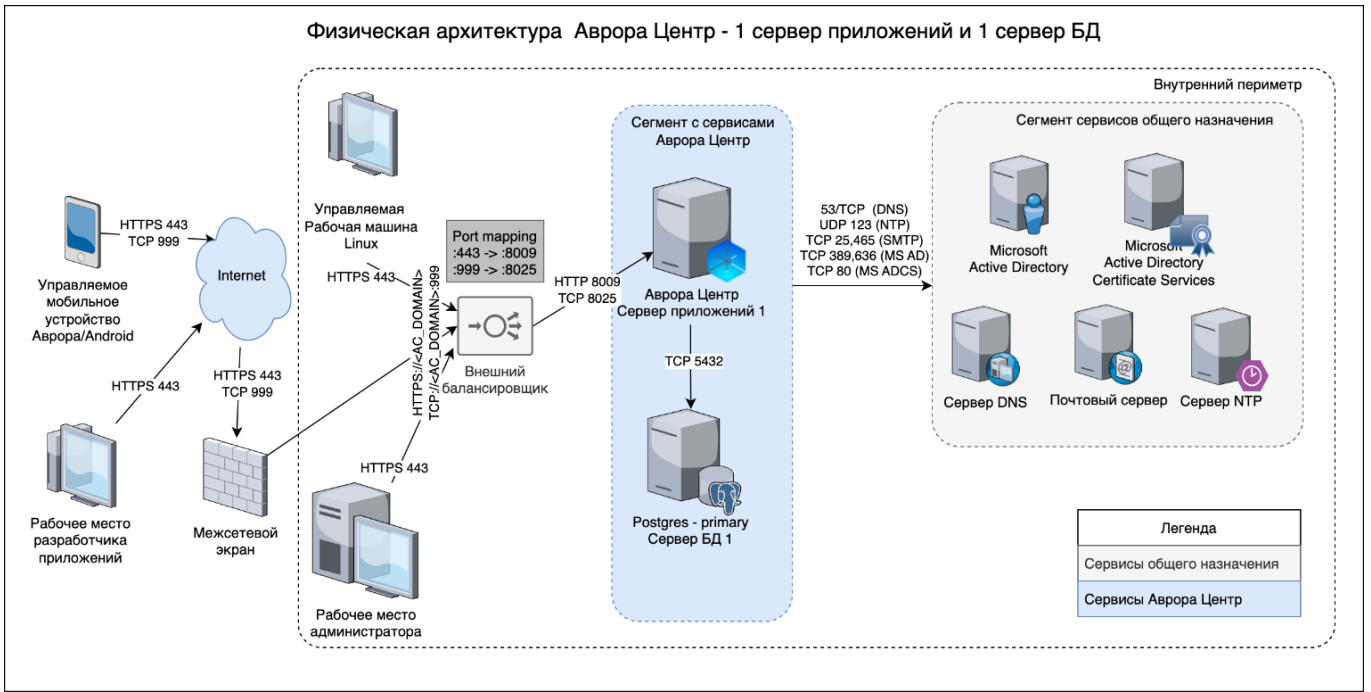 Физическая архитектура Аврора Центр - 1 сервер приложений и 1 сервер БД
Внутренний периметр
HTTPS 443
TCP 999
Управляемое
мобильное
устройство
Аврора/Android
Internet
HTTPS 443
Рабочее место
разработчика
приложений
HTTPS 443
TCP 999
Межсетевой
экран
Управляемая
Рабочая машина
Linux
HTTPS 443
Port mapping
:443 -> :8009
:999 -> :8025
HTTPS://<AC_DOMAIN>
TCP://<AC_DOMAIN>:999
Внешний
балансировщик
HTTPS 443
Рабочее место
администратора
HTTP 8009
TCP 8025
Сегмент с сервисами
Аврора Центр
Аврора Центр
Сервер приложений 1
TCP 5432
Postgres - primary
Сервер БД 1
53/TCP (DNS)
UDP 123 (NTP)
TCP 25,465 (SMTP)
TCP 389,636 (MS AD)
TCP 80 (MS ADCS)
Сегмент сервисов общего назначения
Microsoft
Active Directory
Microsoft
Active Directory
Certificate Services
Сервер DNS
Почтовый сервер
Сервер NTP
Легенда
Сервисы общего назначения
Сервисы Аврора Центр